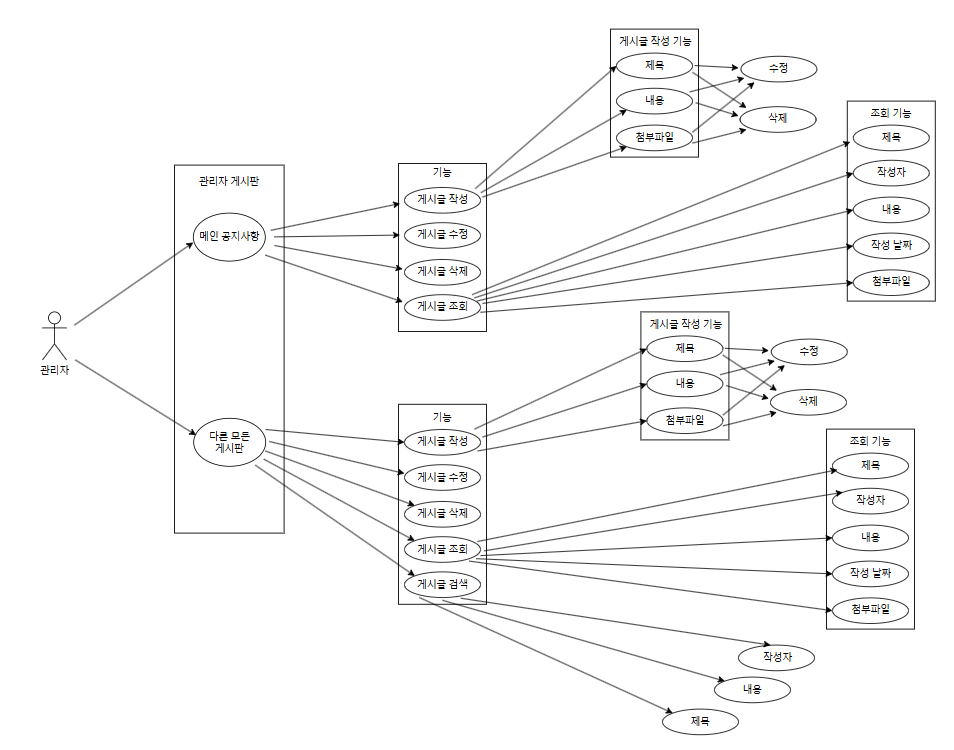 관리자
관리자 게시판
메인 공지사항
다른 모든
게시판
기능
게시글 작성
게시글 수정
게시글 삭제
게시글 조회
게시글 작성 기능
제목
내용
첨부파일
수정
삭제
조회 기능
제목
작성자
내용
작성 날짜
첨부파일
기능
게시글 작성
게시글 수정
게시글 삭제
게시글 조회
게시글 검색
게시글 작성 기능
제목
내용
첨부파일
수정
삭제
조회 기능
제목
작성자
내용
작성 날짜
첨부파일
작성자
내용
제목